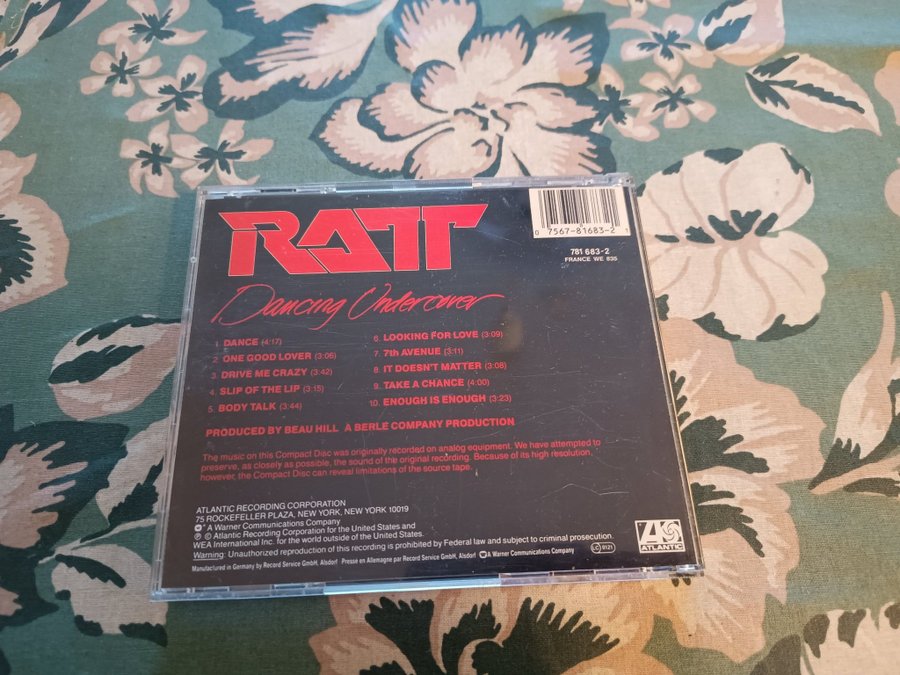 RATT
0 7567-81683-2 1
781 683-2
FRANCE WE 835
Dancing Undercover
1. DANCE (4:17)
2. ONE GOOD LOVER (3:06)
3. DRIVE ME CRAZY (3:42)
4. SLIP OF THE LIP (3:15)
5. BODY TALK (3:44)
6. LOOKING FOR LOVE (3:09)
7. 7th AVENUE (3:11)
8. IT DOESN'T MATTER (3:08)
9. TAKE A CHANCE (4:00)
10. ENOUGH IS ENOUGH (3:23)
PRODUCED BY BEAU HILL A BERLE COMPANY PRODUCTION
The music on this Compact Disc was originally recorded on analog equipment. We have attempted to
preserve, as closely as possible, the sound of the original recording. Because of its high resolution,
however, the Compact Disc can reveal limitations of the source tape.
ATLANTIC RECORDING CORPORATION
75 ROCKEFELLER PLAZA, NEW YORK, NEW YORK 10019
A Warner Communications Company
℗ © Atlantic Recording Corporation for the United States and
WEA International Inc. for the world outside of the United States.
Warning: Unauthorized reproduction of this recording is prohibited by Federal law and subject to criminal prosecution.
Manufactured in Germany by Record Service GmbH, Alsdorf Presse en Allemagne par Record Service GmbH, Alsdorf A Warner Communications Company
LC 0121
ATLANTIC